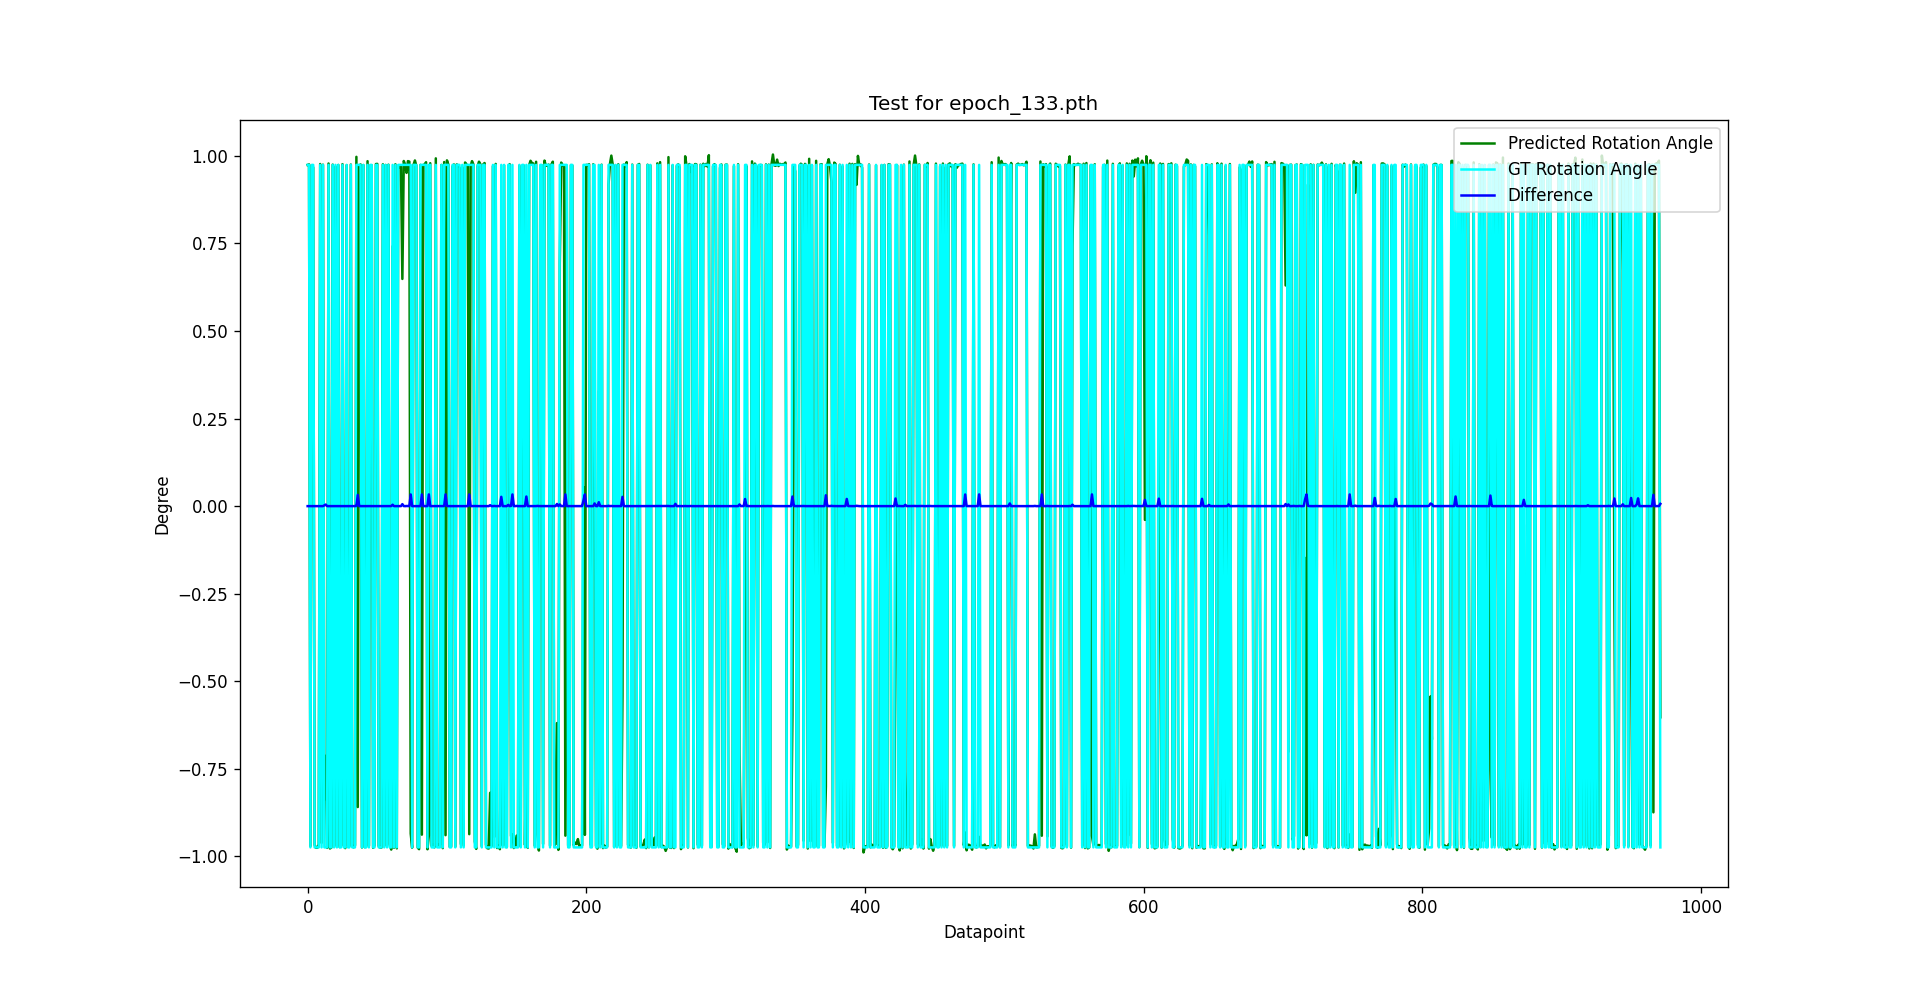 Test for epoch_133.pth
Predicted Rotation Angle
GT Rotation Angle
Difference
1.00
0.75
0.50
0.25
0.00
−0.25
−0.50
−0.75
−1.00
Degree
0 200 400 600 800 1000
Datapoint